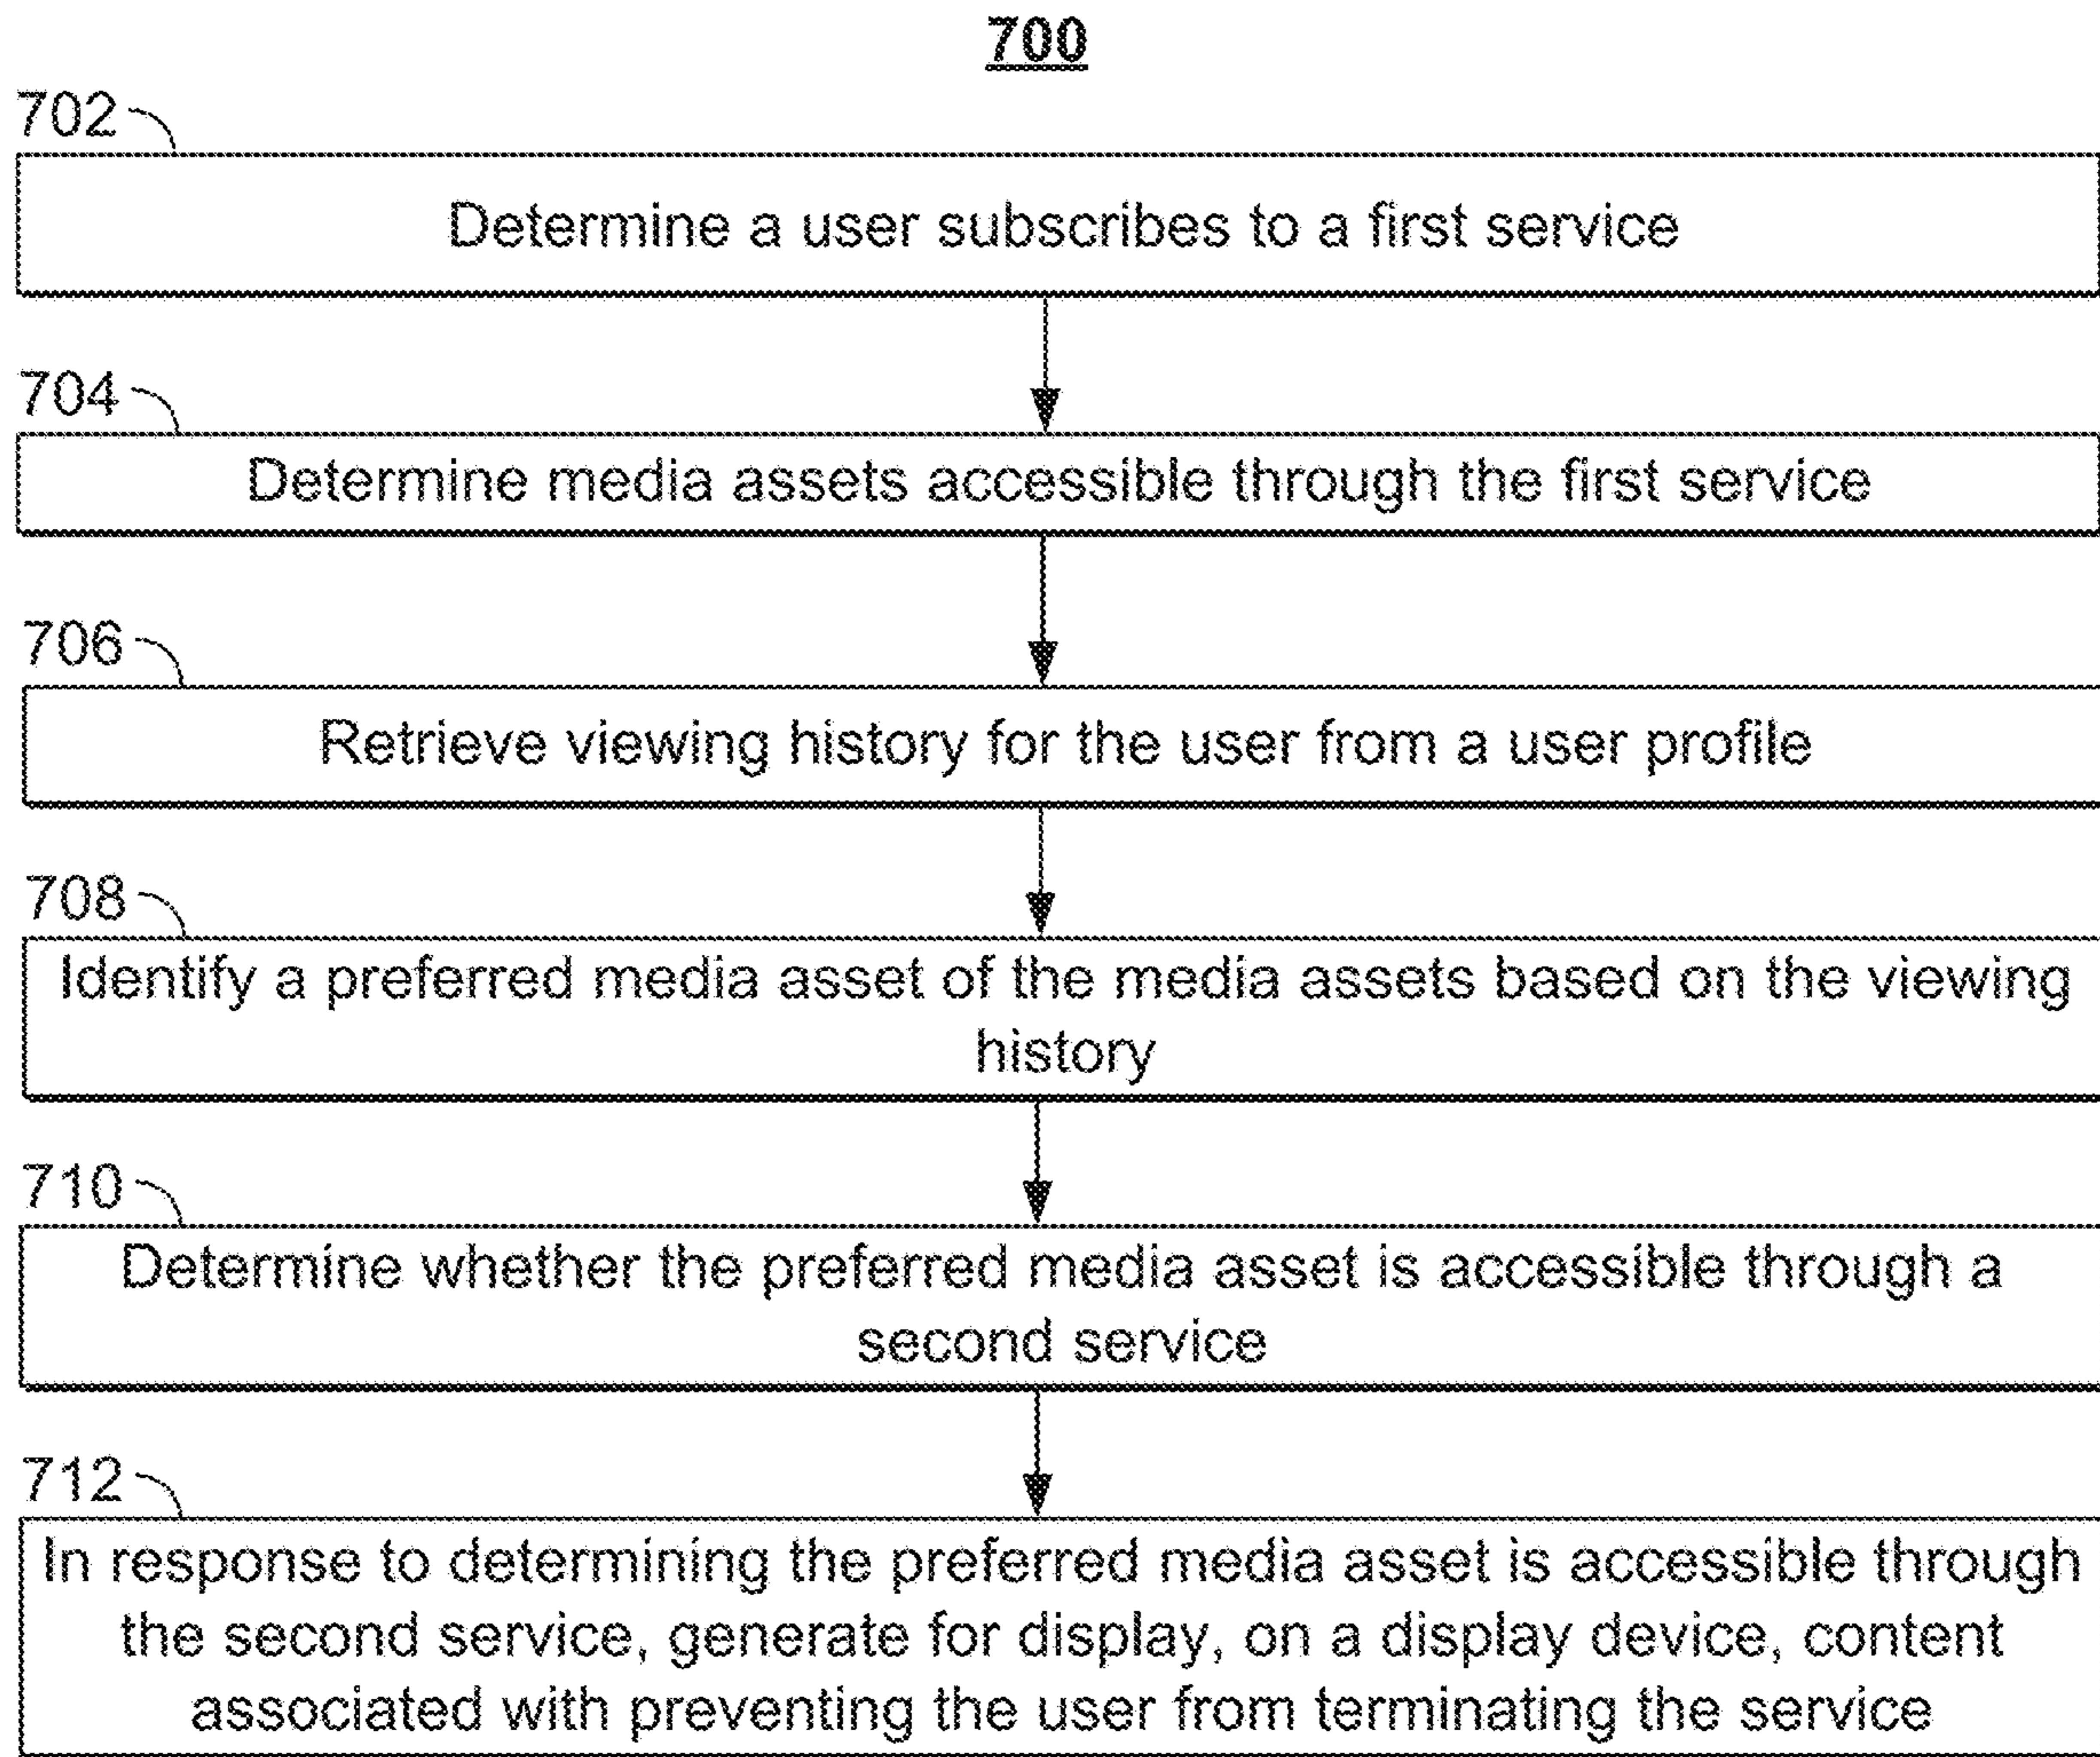 700
702
Determine a user subscribes to a first service
704
Determine media assets accessible through the first service
706
Retrieve viewing history for the user from a user profile
708
Identify a preferred media asset of the media assets based on the viewing
history
710
Determine whether the preferred media asset is accessible through a
second service
712
In response to determining the preferred media asset is accessible through
the second service, generate for display, on a display device, content
associated with preventing the user from terminating the service